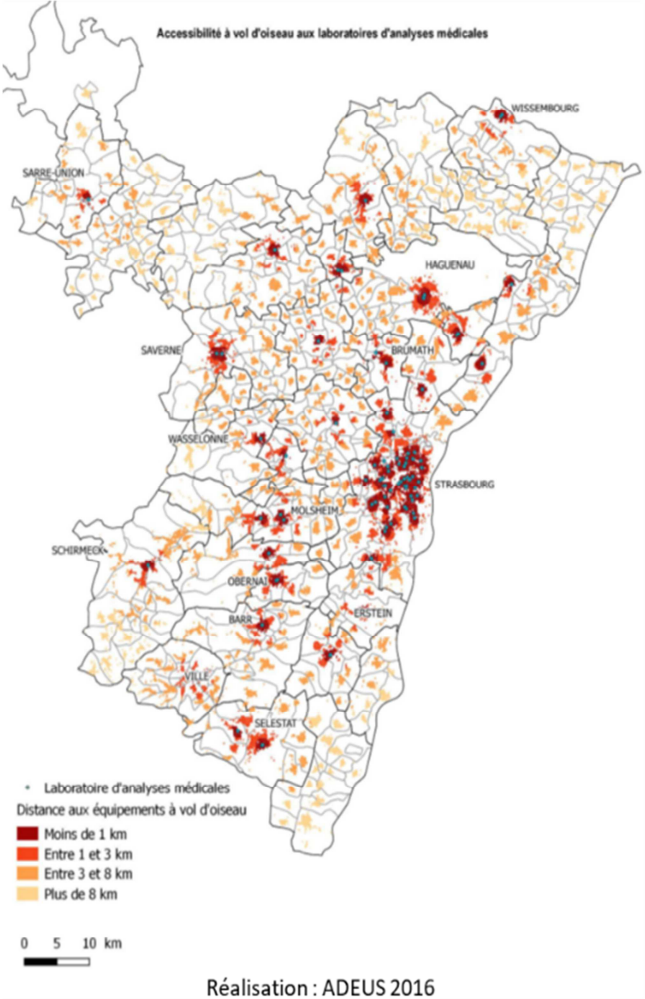 Accessibilité à vol d'oiseau aux laboratoires d'analyses médicales
WISSEMBOURG
SARRE-UNION
HAGUENAU
SAVERNE
BRUMATH
WASSELONNE
STRASBOURG
MOLSHEIM
SCHIRMECK
OBERNAI
BARR
ERSTEIN
VILLE
SELESTAT
Laboratoire d'analyses médicales
Distance aux équipements à vol d'oiseau
Moins de 1 km
Entre 1 et 3 km
Entre 3 et 8 km
Plus de 8 km
0 5 10 km
Réalisation : ADEUS 2016